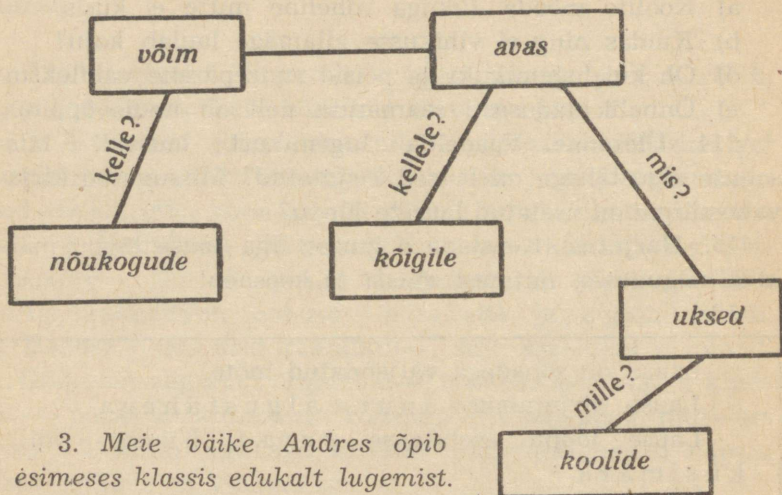 võim avas
kelle? kellele? mis?
nõukogude kõigile uksed
mille?
koolide
3. Meie väike Andres õpib
esimeses klassis edukalt lugemist.